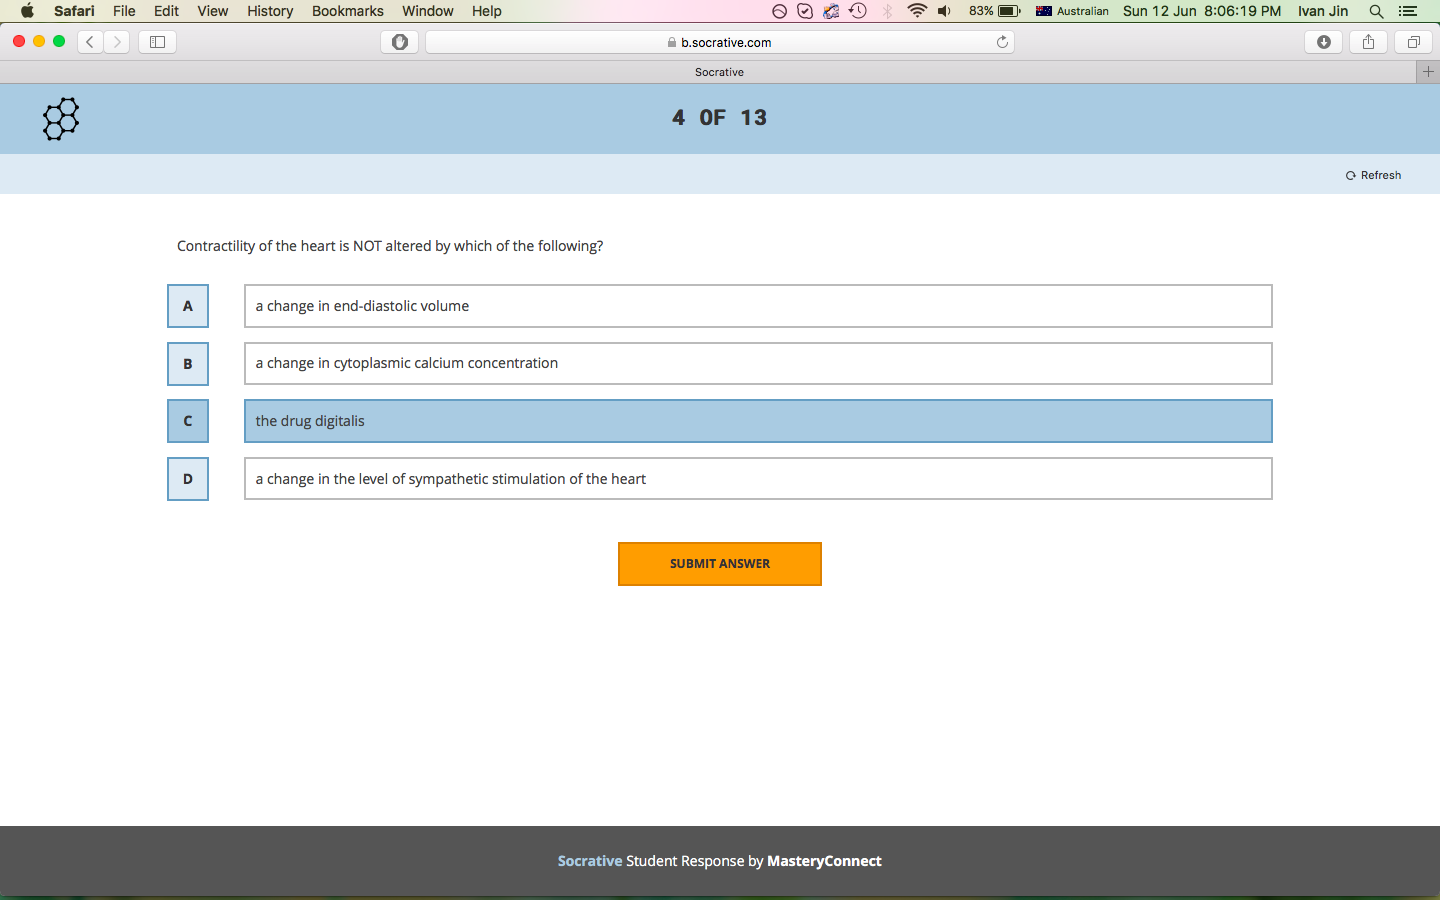 Safari File Edit View History Bookmarks Window Help 83% Australian Sun 12 Jun 8:06:19 PM Ivan Jin
b.socrative.com
Socrative
4 OF 13
Refresh
Contractility of the heart is NOT altered by which of the following?
A a change in end-diastolic volume
B a change in cytoplasmic calcium concentration
C the drug digitalis
D a change in the level of sympathetic stimulation of the heart
SUBMIT ANSWER
Socrative Student Response by MasteryConnect